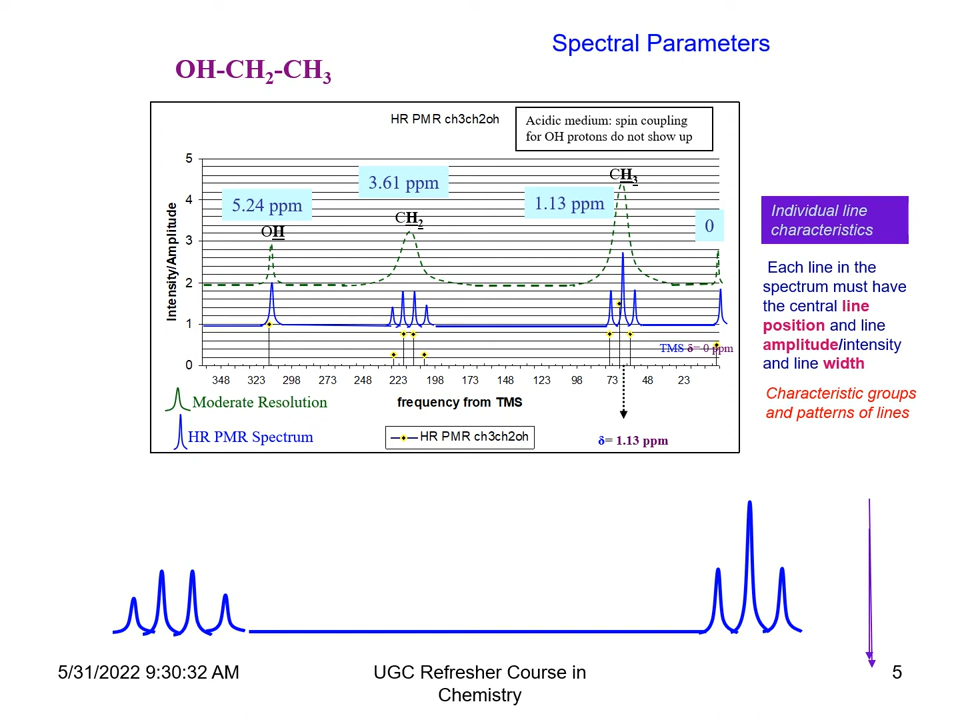 Spectral Parameters
OH-CH2-CH3
HR PMR ch3ch2oh
Acidic medium: spin coupling
for OH protons do not show up
5
4
3
2
1
0
Intensity/Amplitude
5.24 ppm
OH
3.61 ppm
CH2
1.13 ppm
CH3
0
TMS δ= 0 ppm
348 323 298 273 248 223 198 173 148 123 98 73 48 23
frequency from TMS
Moderate Resolution
HR PMR Spectrum
HR PMR ch3ch2oh
δ= 1.13 ppm
Individual line
characteristics
Each line in the
spectrum must have
the central line
position and line
amplitude/intensity
and line width
Characteristic groups
and patterns of lines
5/31/2022 9:30:32 AM
UGC Refresher Course in
Chemistry
5